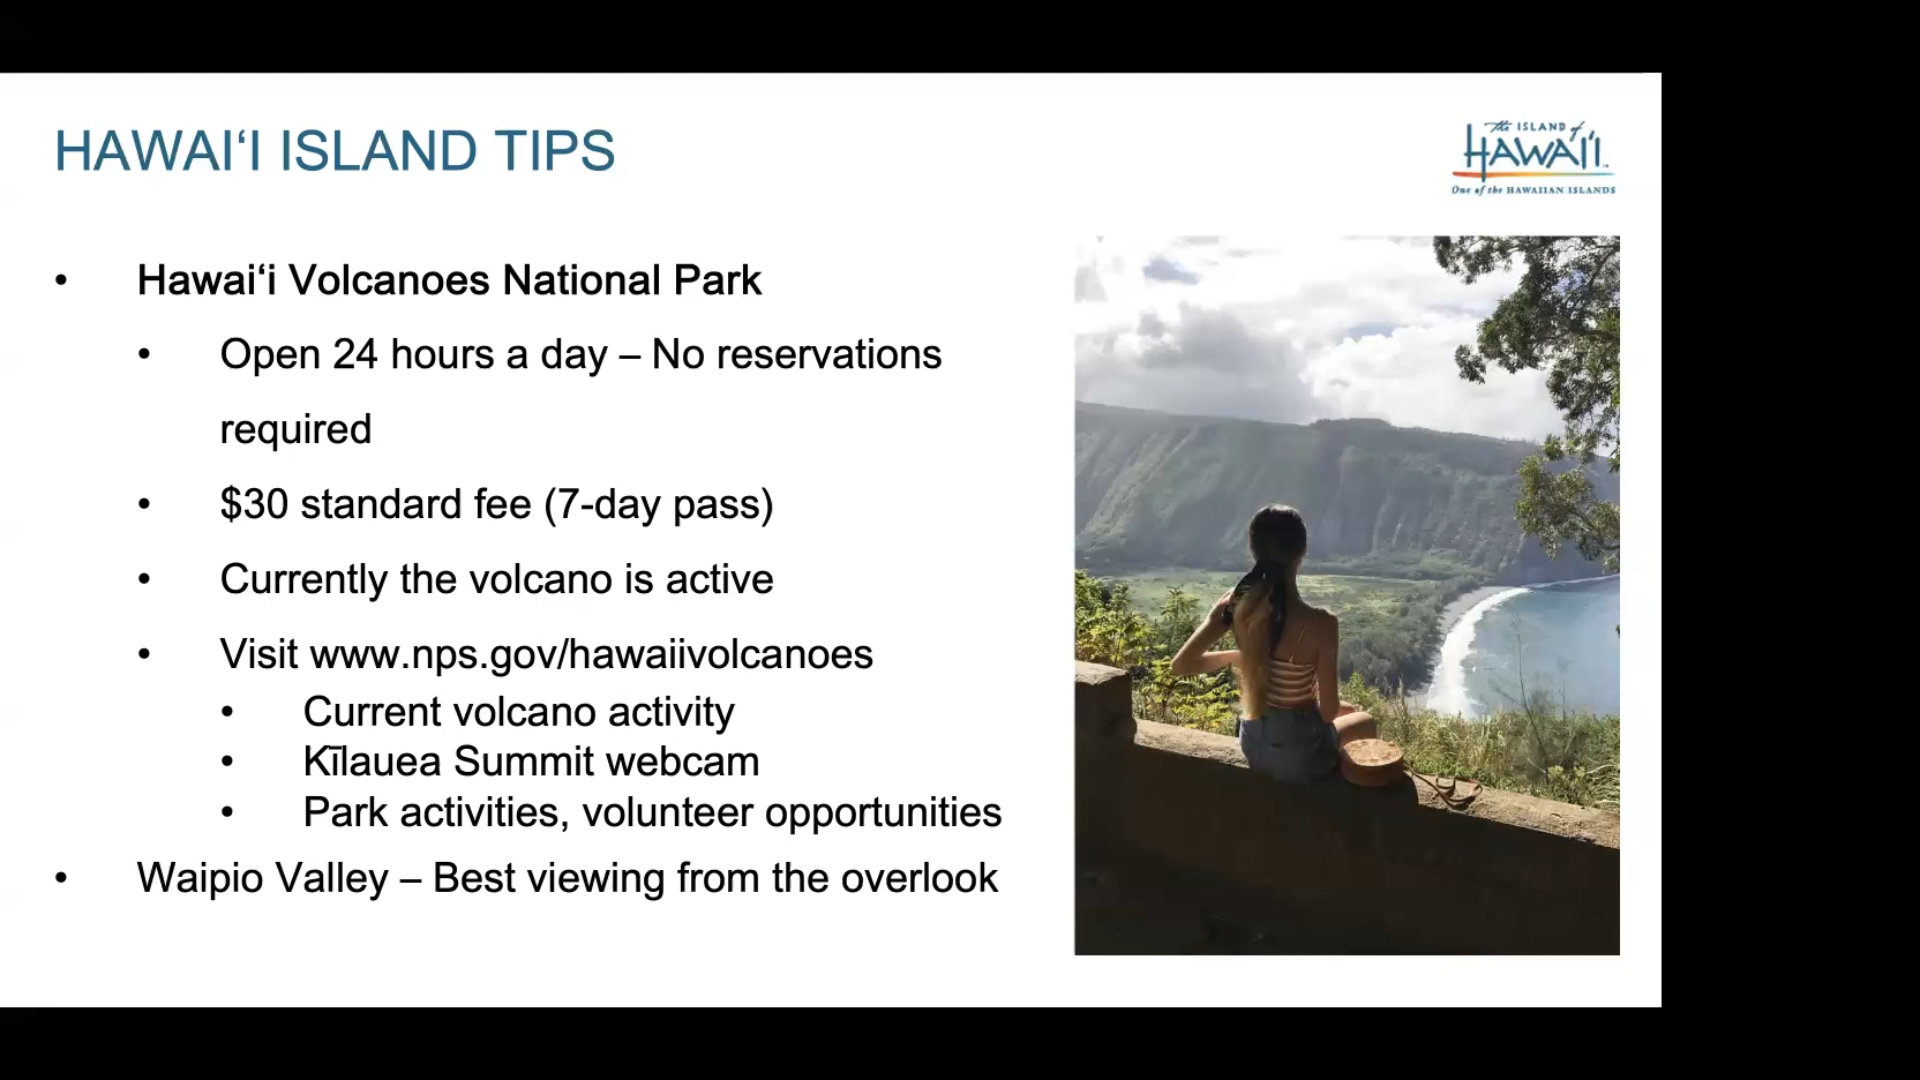 HAWAIʻI ISLAND TIPS
The ISLAND of
HAWAIʻI
One of the HAWAIIAN ISLANDS
• Hawaiʻi Volcanoes National Park
• Open 24 hours a day – No reservations
required
• $30 standard fee (7-day pass)
• Currently the volcano is active
• Visit www.nps.gov/hawaiivolcanoes
• Current volcano activity
• Kīlauea Summit webcam
• Park activities, volunteer opportunities
• Waipio Valley – Best viewing from the overlook